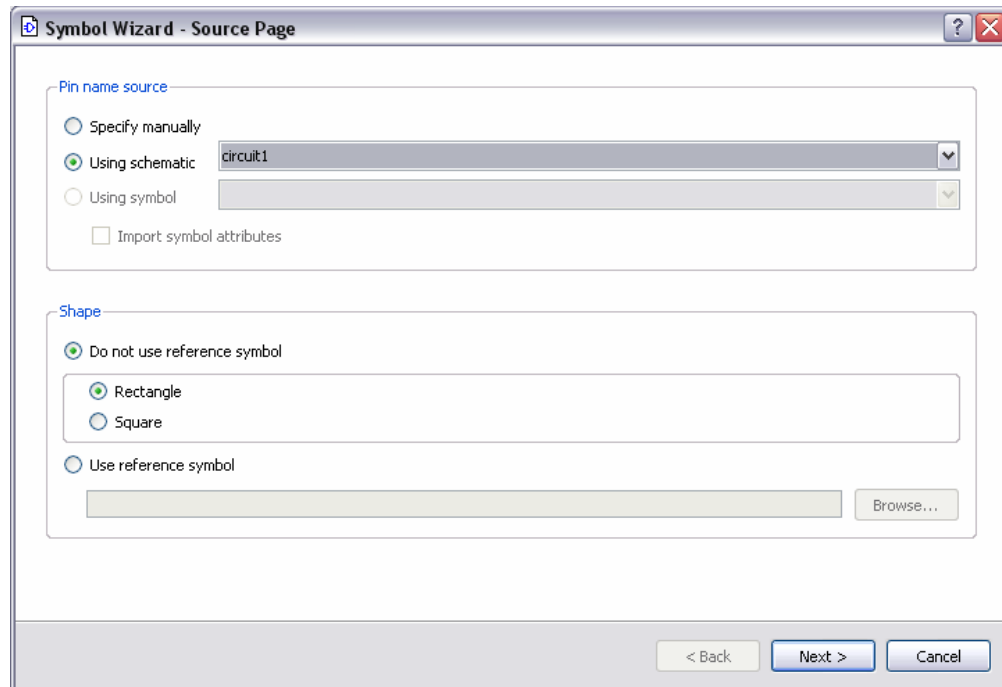 Symbol Wizard - Source Page
Pin name source
Specify manually
Using schematic circuit1
Using symbol
Import symbol attributes
Shape
Do not use reference symbol
Rectangle
Square
Use reference symbol
Browse...
< Back Next > Cancel